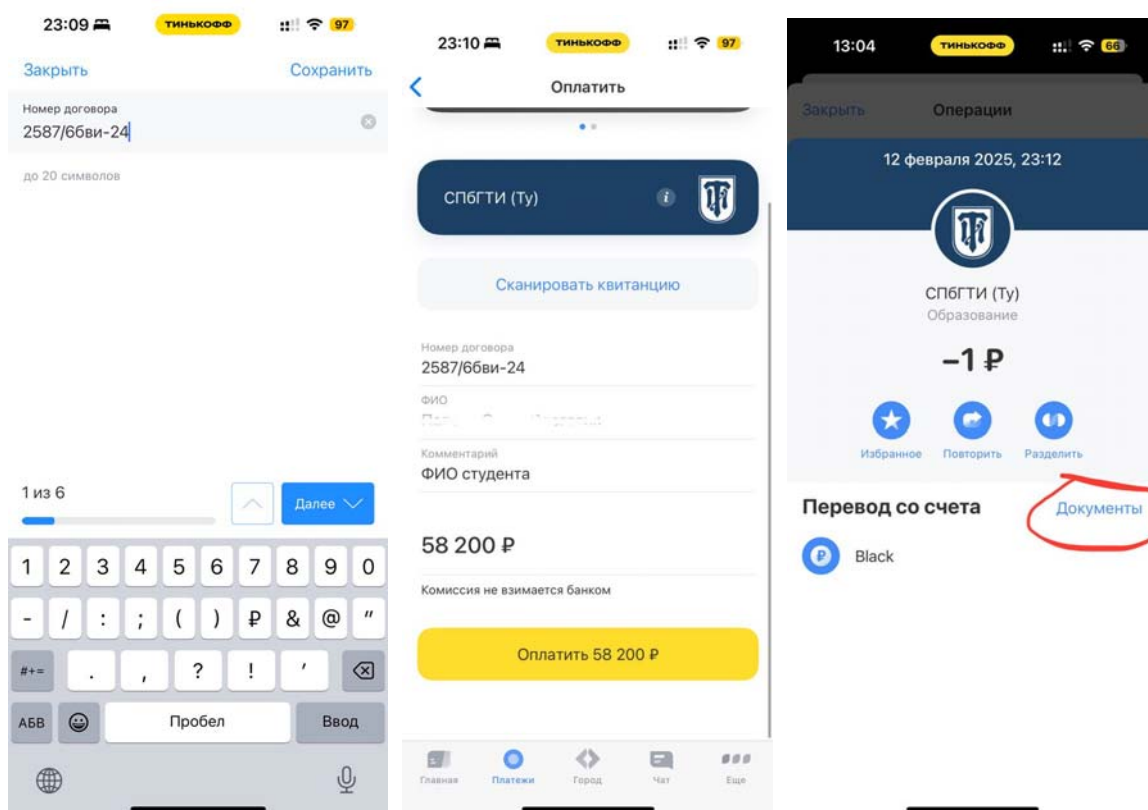 23:09
ТИНЬКОФФ
97
Закрыть
Сохранить
Номер договора
2587/6бви-24
до 20 символов
1 из 6
Далее
1 2 3 4 5 6 7 8 9 0
- / : ; ( ) ₽ & @ "
#+= . , ? ! '
АБВ
Пробел
Ввод
23:10
ТИНЬКОФФ
97
Оплатить
СПбГТИ (Ту)
Сканировать квитанцию
Номер договора
2587/6бви-24
ФИО
Комментарий
ФИО студента
58 200 ₽
Комиссия не взимается банком
Оплатить 58 200 ₽
Главная
Платежи
Город
Чат
Еще
13:04
ТИНЬКОФФ
66
Закрыть
Операции
12 февраля 2025, 23:12
СПбГТИ (Ту)
Образование
−1 ₽
Избранное
Повторить
Разделить
Перевод со счета
Документы
Black